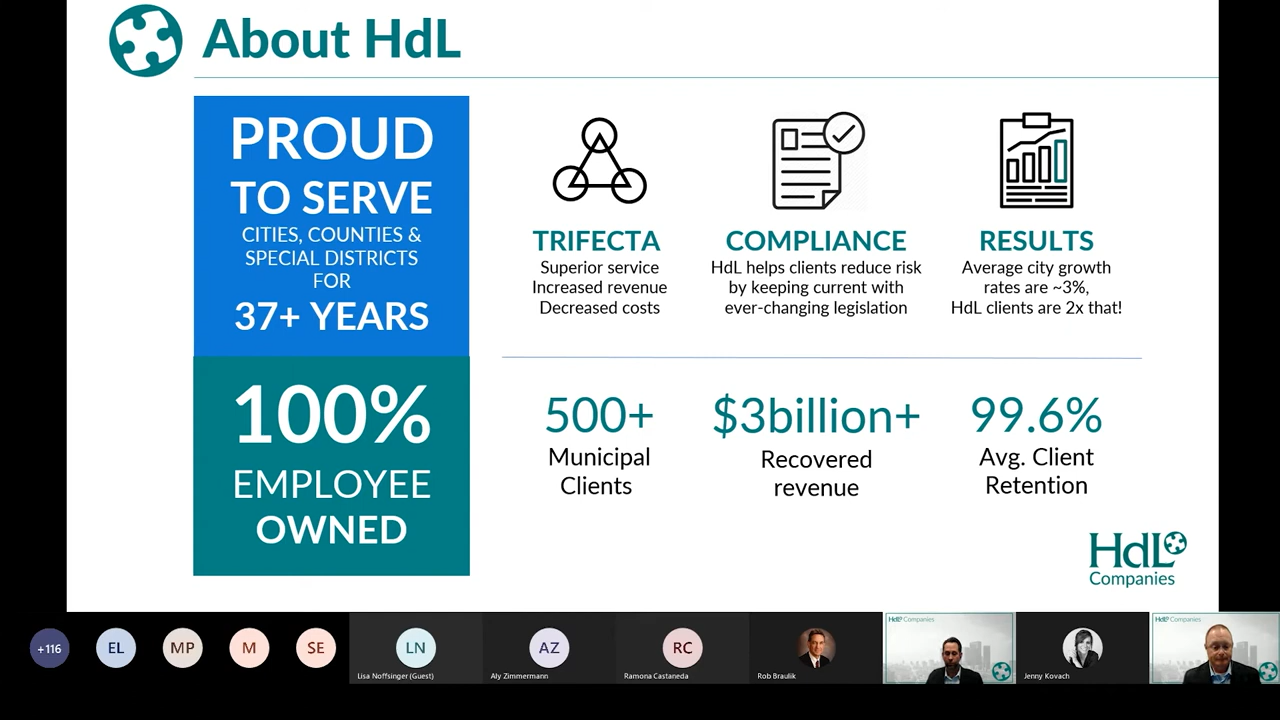 About HdL
PROUD
TO SERVE
CITIES, COUNTIES &
SPECIAL DISTRICTS
FOR
37+ YEARS
100%
EMPLOYEE
OWNED
TRIFECTA
Superior service
Increased revenue
Decreased costs
COMPLIANCE
HdL helps clients reduce risk
by keeping current with
ever-changing legislation
RESULTS
Average city growth
rates are ~3%,
HdL clients are 2x that!
500+
Municipal
Clients
$3billion+
Recovered
revenue
99.6%
Avg. Client
Retention
HdL
Companies
+116
EL
MP
M
SE
LN
Lisa Noffsinger (Guest)
AZ
Aly Zimmermann
RC
Ramona Castaneda
Rob Braulik
HdL Companies
Jenny Kovach
HdL Companies